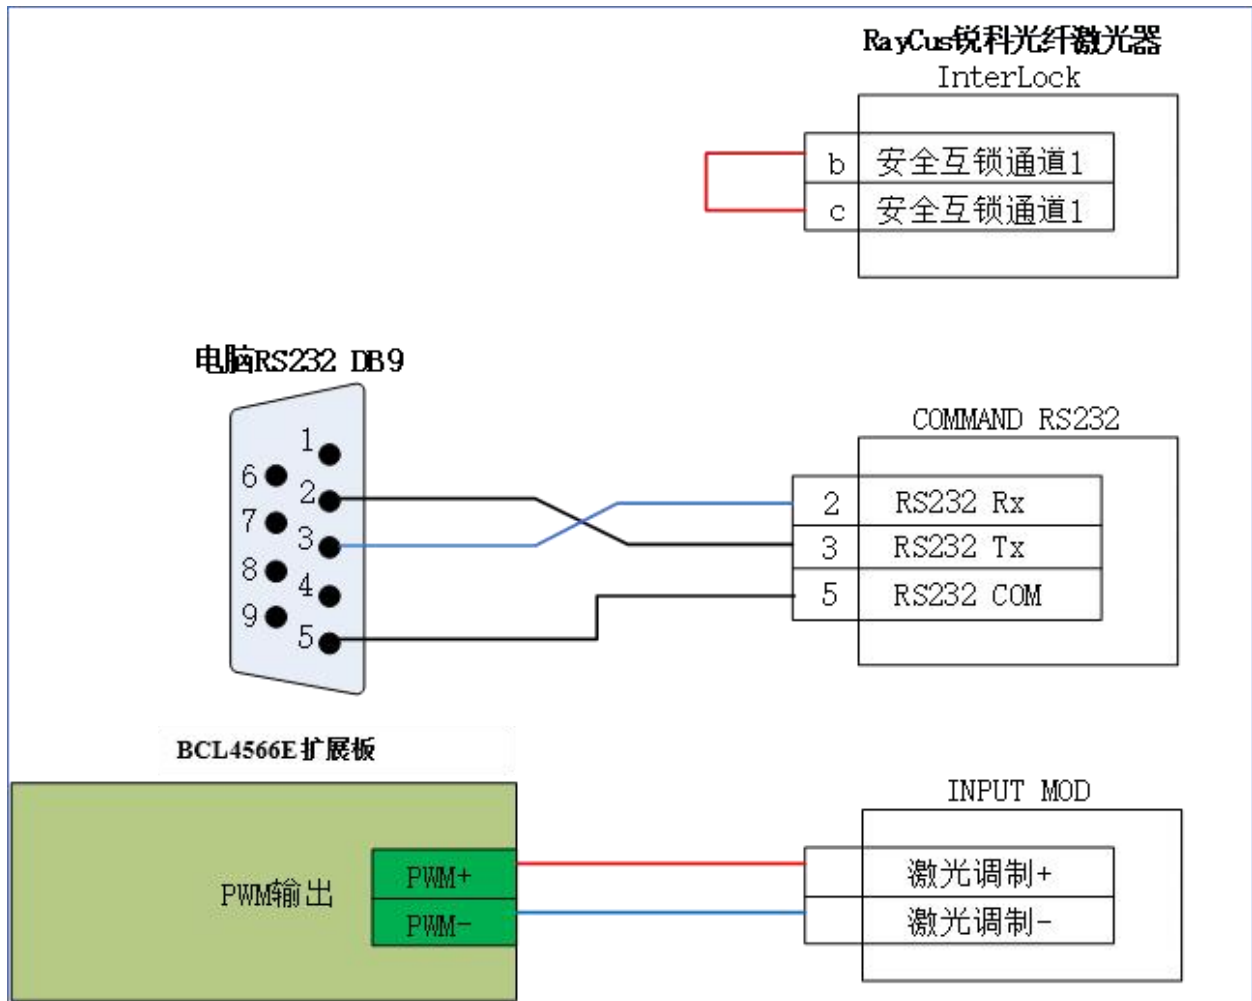 RayCus锐科光纤激光器
InterLock
b 安全互锁通道1
c 安全互锁通道1
电脑RS232 DB9
1
6
2
7
3
8
4
9
5
COMMAND RS232
2 RS232 Rx
3 RS232 Tx
5 RS232 COM
BCL4566E扩展板
PWM输出
PWM+
PWM-
INPUT MOD
激光调制+
激光调制-